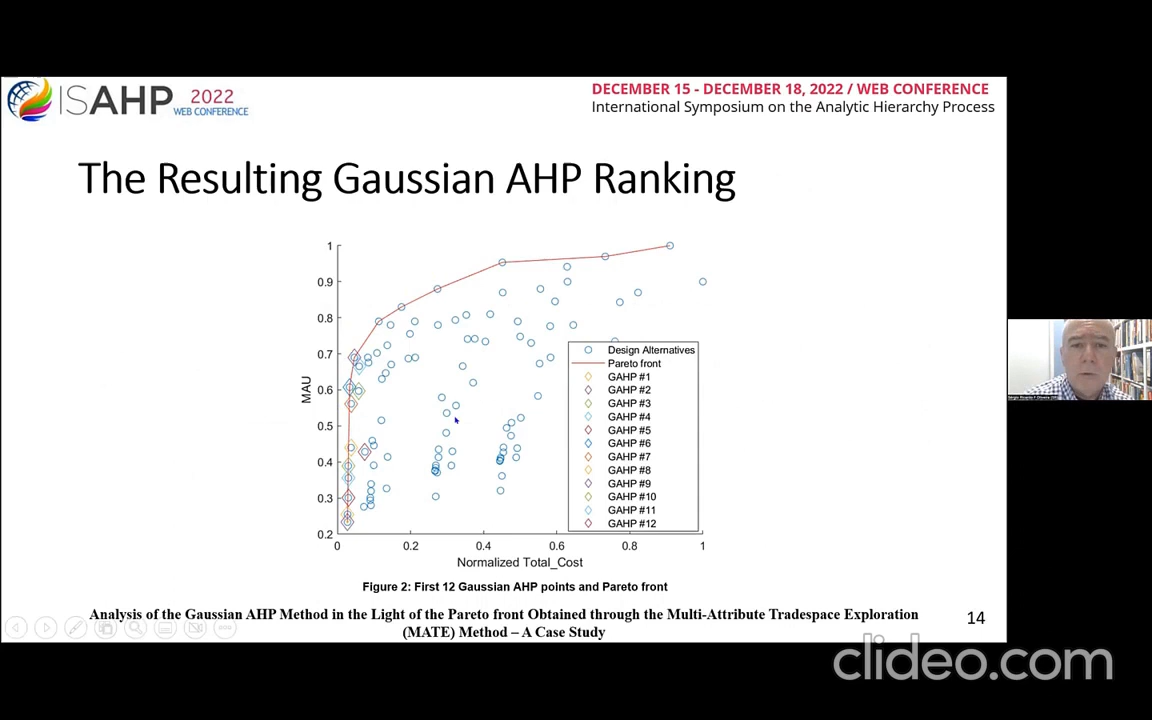 ISAHP 2022
WEB CONFERENCE
DECEMBER 15 - DECEMBER 18, 2022 / WEB CONFERENCE
International Symposium on the Analytic Hierarchy Process
The Resulting Gaussian AHP Ranking
1
0.9
0.8
0.7
0.6
0.5
0.4
0.3
0.2
MAU
0
0.2
0.4
0.6
0.8
1
Normalized Total_Cost
Design Alternatives
Pareto front
GAHP #1
GAHP #2
GAHP #3
GAHP #4
GAHP #5
GAHP #6
GAHP #7
GAHP #8
GAHP #9
GAHP #10
GAHP #11
GAHP #12
Figure 2: First 12 Gaussian AHP points and Pareto front
Analysis of the Gaussian AHP Method in the Light of the Pareto front Obtained through the Multi-Attribute Tradespace Exploration
(MATE) Method – A Case Study
14
clideo.com